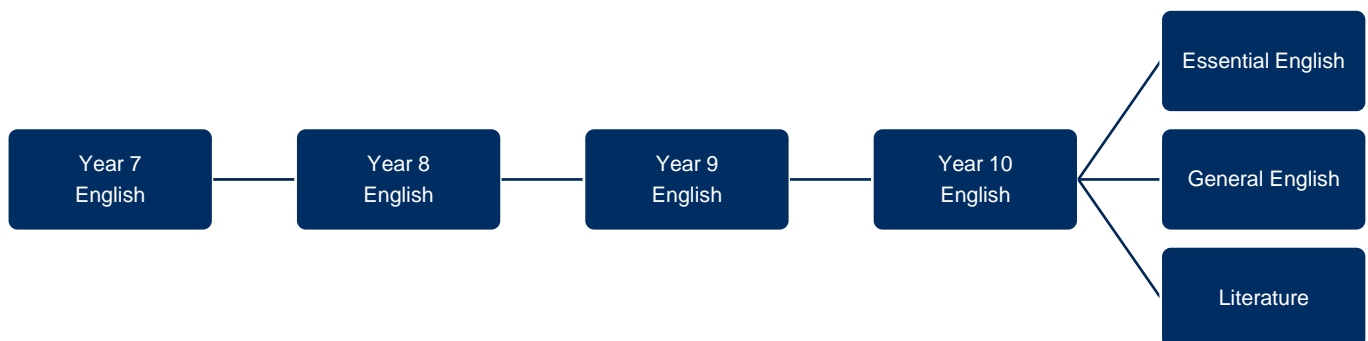 Year 7
English
Year 8
English
Year 9
English
Year 10
English
Essential English
General English
Literature